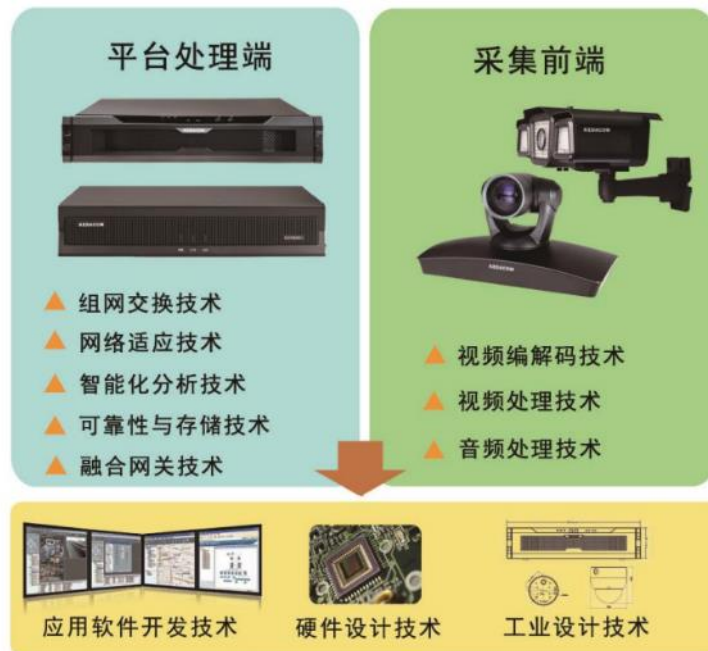 平台处理端
组网交换技术
网络适应技术
智能化分析技术
可靠性与存储技术
融合网关技术
采集前端
KEDACOM
KEDACOM
KEDACOM
视频编解码技术
视频处理技术
音频处理技术
应用软件开发技术
硬件设计技术
工业设计技术